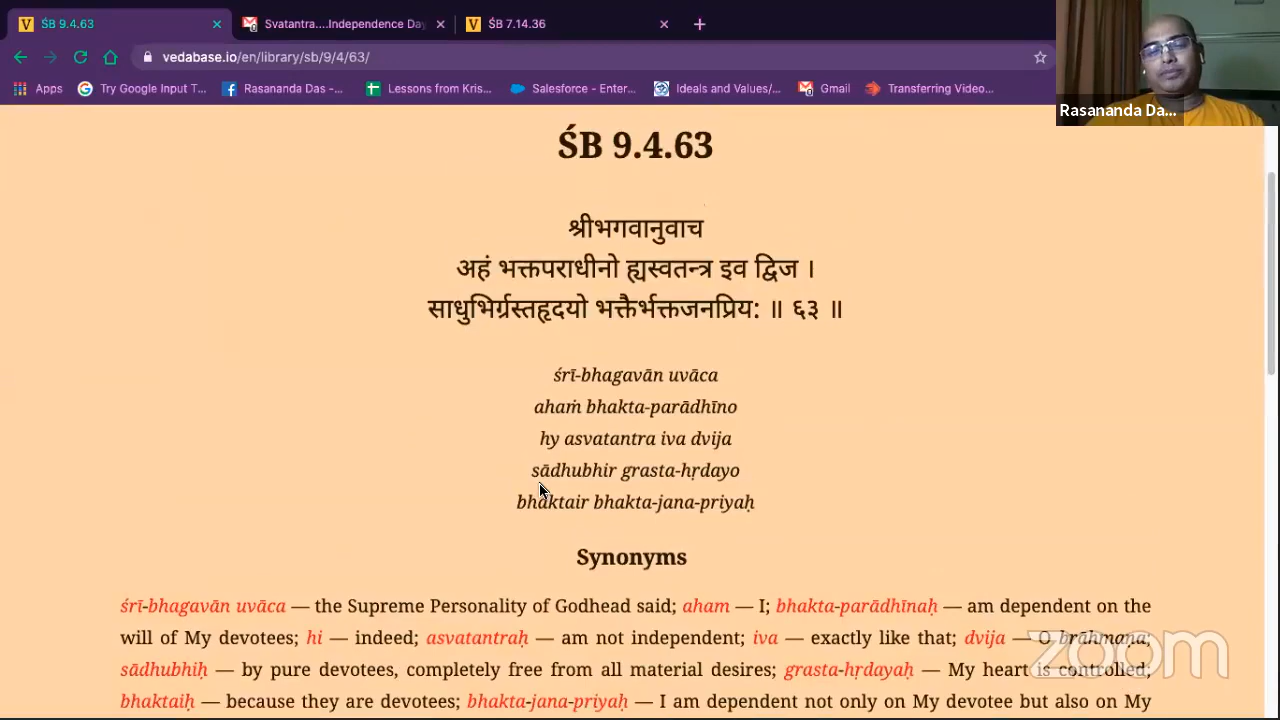 ŚB 9.4.63 Svatantra....Independence Da ŚB 7.14.36
vedabase.io/en/library/sb/9/4/63/
Apps Try Google Input T... Rasananda Das -... Lessons from Kris... Salesforce - Enter... Ideals and Values/... Gmail Transferring Video...
Rasananda Da...
ŚB 9.4.63
श्रीभगवानुवाच
अहं भक्तपराधीनो ह्यस्वतन्त्र इव द्विज ।
साधुभिर्ग्रस्तहृदयो भक्तैर्भक्तजनप्रिय: ॥ ६३ ॥
śrī-bhagavān uvāca
ahaṁ bhakta-parādhīno
hy asvatantra iva dvija
sādhubhir grasta-hṛdayo
bhaktair bhakta-jana-priyaḥ
Synonyms
śrī-bhagavān uvāca — the Supreme Personality of Godhead said; aham — I; bhakta-parādhīnaḥ — am dependent on the
will of My devotees; hi — indeed; asvatantraḥ — am not independent; iva — exactly like that; dvija — O brāhmaṇa;
sādhubhiḥ — by pure devotees, completely free from all material desires; grasta-hṛdayaḥ — My heart is controlled;
bhaktaiḥ — because they are devotees; bhakta-jana-priyaḥ — I am dependent not only on My devotee but also on My
zoom